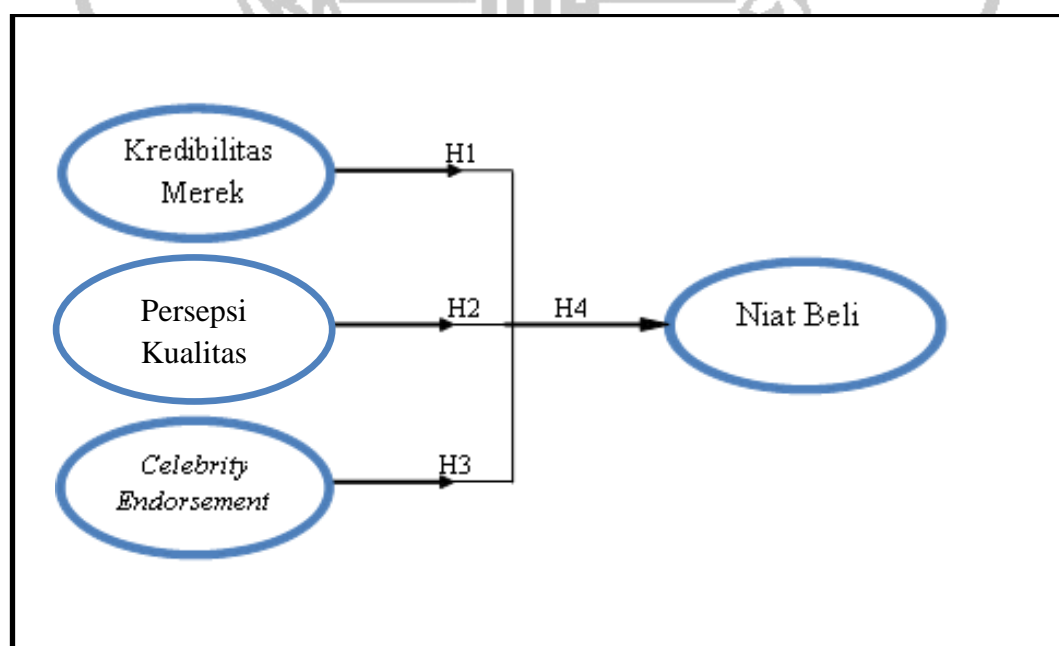 Kredibilitas
Merek
H1
Persepsi
Kualitas
H2
H4
Niat Beli
Celebrity
Endorsement
H3